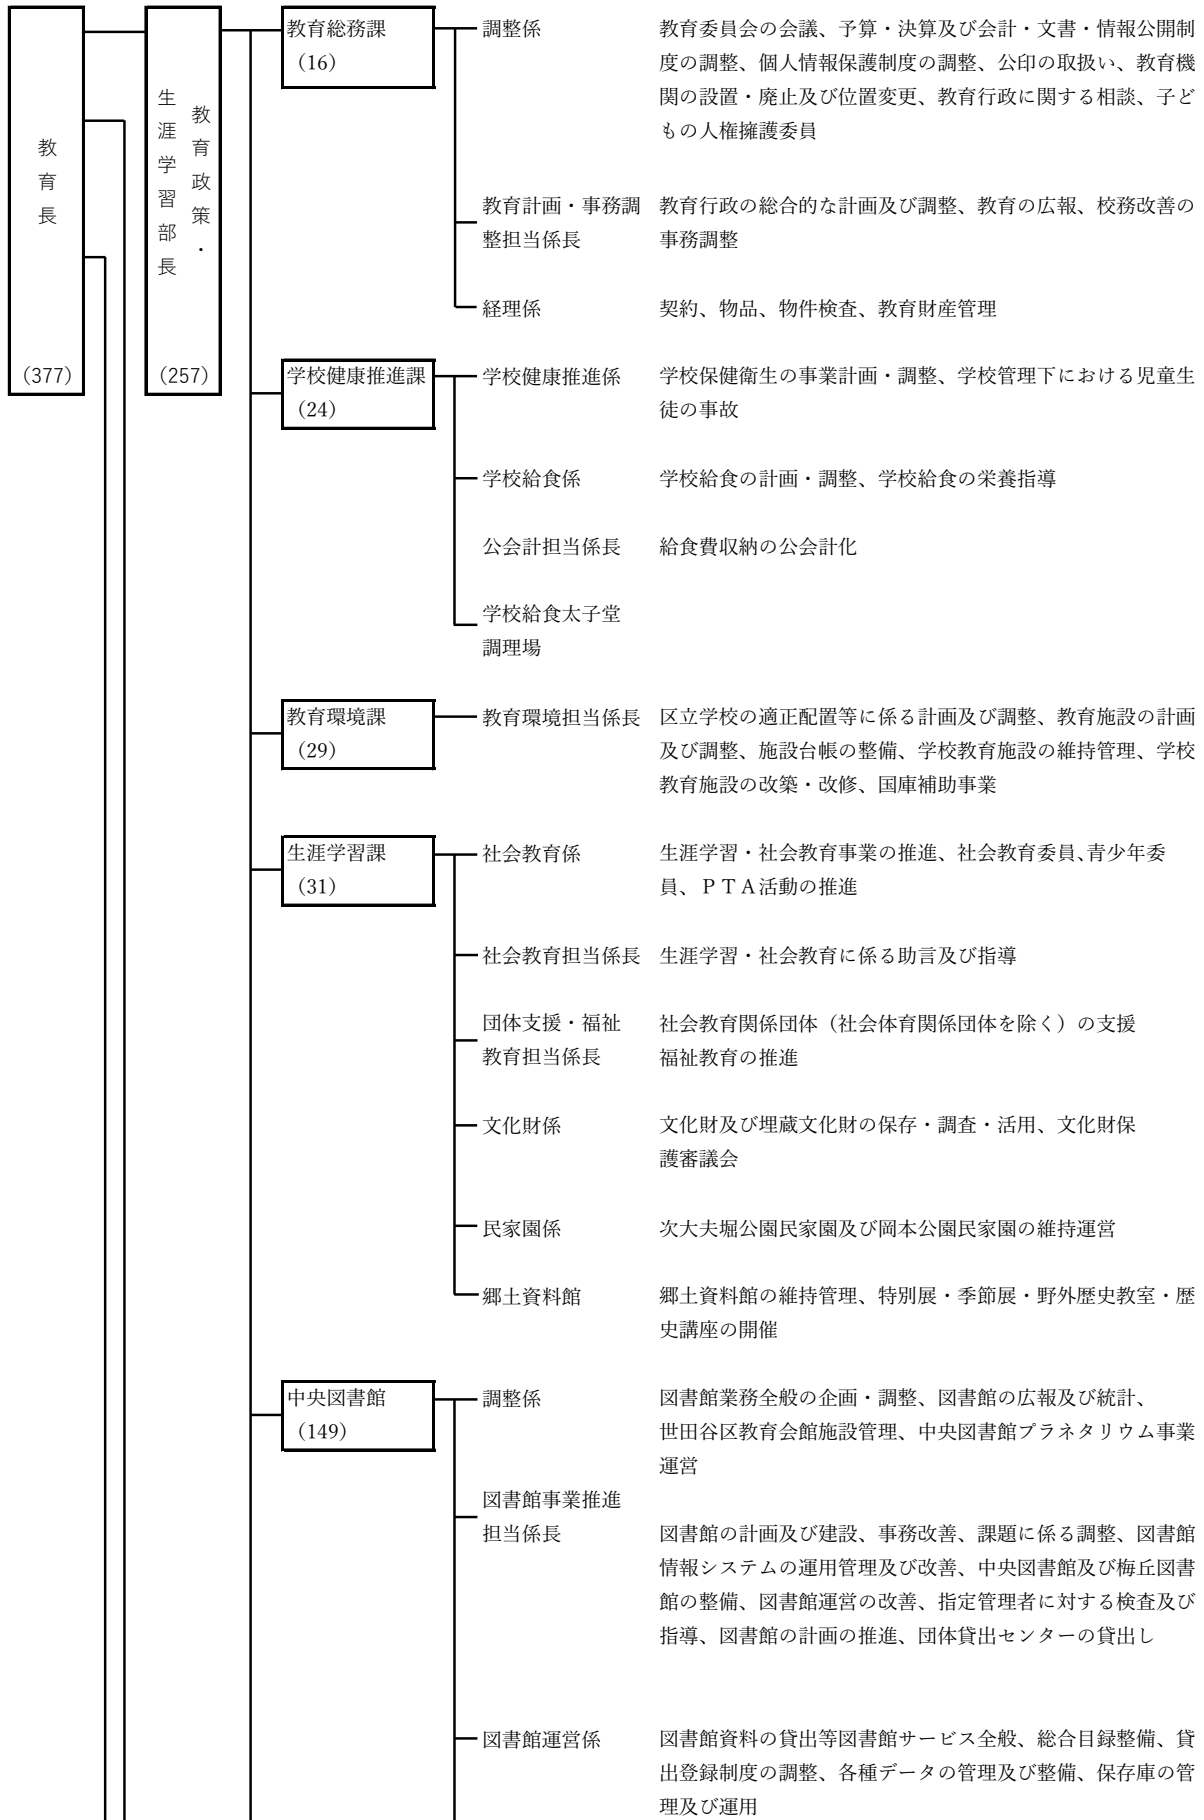 教育長
(377)
教育政策・
生涯学習部長
(257)
教育総務課
(16)
調整係
教育委員会の会議、予算・決算及び会計・文書・情報公開制
度の調整、個人情報保護制度の調整、公印の取扱い、教育機
関の設置・廃止及び位置変更、教育行政に関する相談、子ど
もの人権擁護委員
教育計画・事務調
整担当係長
教育行政の総合的な計画及び調整、教育の広報、校務改善の
事務調整
経理係
契約、物品、物件検査、教育財産管理
学校健康推進課
(24)
学校健康推進係
学校保健衛生の事業計画・調整、学校管理下における児童生
徒の事故
学校給食係
学校給食の計画・調整、学校給食の栄養指導
公会計担当係長
給食費収納の公会計化
学校給食太子堂
調理場
教育環境課
(29)
教育環境担当係長
区立学校の適正配置等に係る計画及び調整、教育施設の計画
及び調整、施設台帳の整備、学校教育施設の維持管理、学校
教育施設の改築・改修、国庫補助事業
生涯学習課
(31)
社会教育係
生涯学習・社会教育事業の推進、社会教育委員、青少年委
員、ＰＴＡ活動の推進
社会教育担当係長
生涯学習・社会教育に係る助言及び指導
団体支援・福祉
教育担当係長
社会教育関係団体（社会体育関係団体を除く）の支援
福祉教育の推進
文化財係
文化財及び埋蔵文化財の保存・調査・活用、文化財保
護審議会
民家園係
次大夫堀公園民家園及び岡本公園民家園の維持運営
郷土資料館
郷土資料館の維持管理、特別展・季節展・野外歴史教室・歴
史講座の開催
中央図書館
(149)
調整係
図書館業務全般の企画・調整、図書館の広報及び統計、
世田谷区教育会館施設管理、中央図書館プラネタリウム事業
運営
図書館事業推進
担当係長
図書館の計画及び建設、事務改善、課題に係る調整、図書館
情報システムの運用管理及び改善、中央図書館及び梅丘図書
館の整備、図書館運営の改善、指定管理者に対する検査及び
指導、図書館の計画の推進、団体貸出センターの貸出し
図書館運営係
図書館資料の貸出等図書館サービス全般、総合目録整備、貸
出登録制度の調整、各種データの管理及び整備、保存庫の管
理及び運用